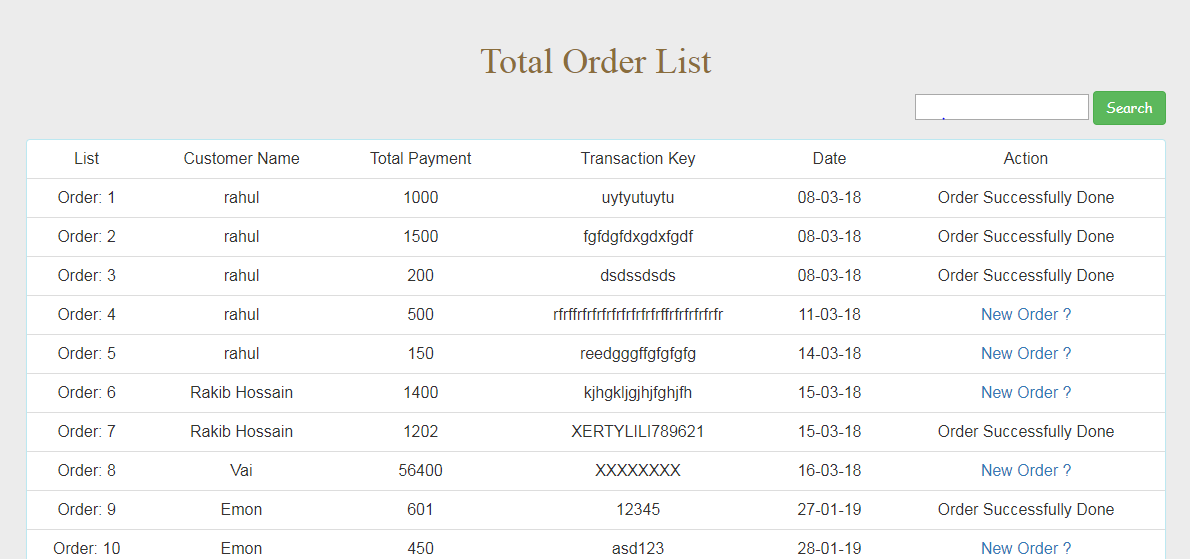 Total Order List
Search
List Customer Name Total Payment Transaction Key Date Action
Order: 1 rahul 1000 uytyutuytu 08-03-18 Order Successfully Done
Order: 2 rahul 1500 fgfdgfdxgdxfgdf 08-03-18 Order Successfully Done
Order: 3 rahul 200 dsdssdsds 08-03-18 Order Successfully Done
Order: 4 rahul 500 11-03-18 New Order ?
Order: 5 rahul 150 reedgggffgfgfgfg 14-03-18 New Order ?
Order: 6 Rakib Hossain 1400 kjhgkljgjhjfghjfh 15-03-18 New Order ?
Order: 7 Rakib Hossain 1202 XERTYLILI789621 15-03-18 Order Successfully Done
Order: 8 Vai 56400 XXXXXXXX 16-03-18 New Order ?
Order: 9 Emon 601 12345 27-01-19 Order Successfully Done
Order: 10 Emon 450 asd123 28-01-19 New Order ?